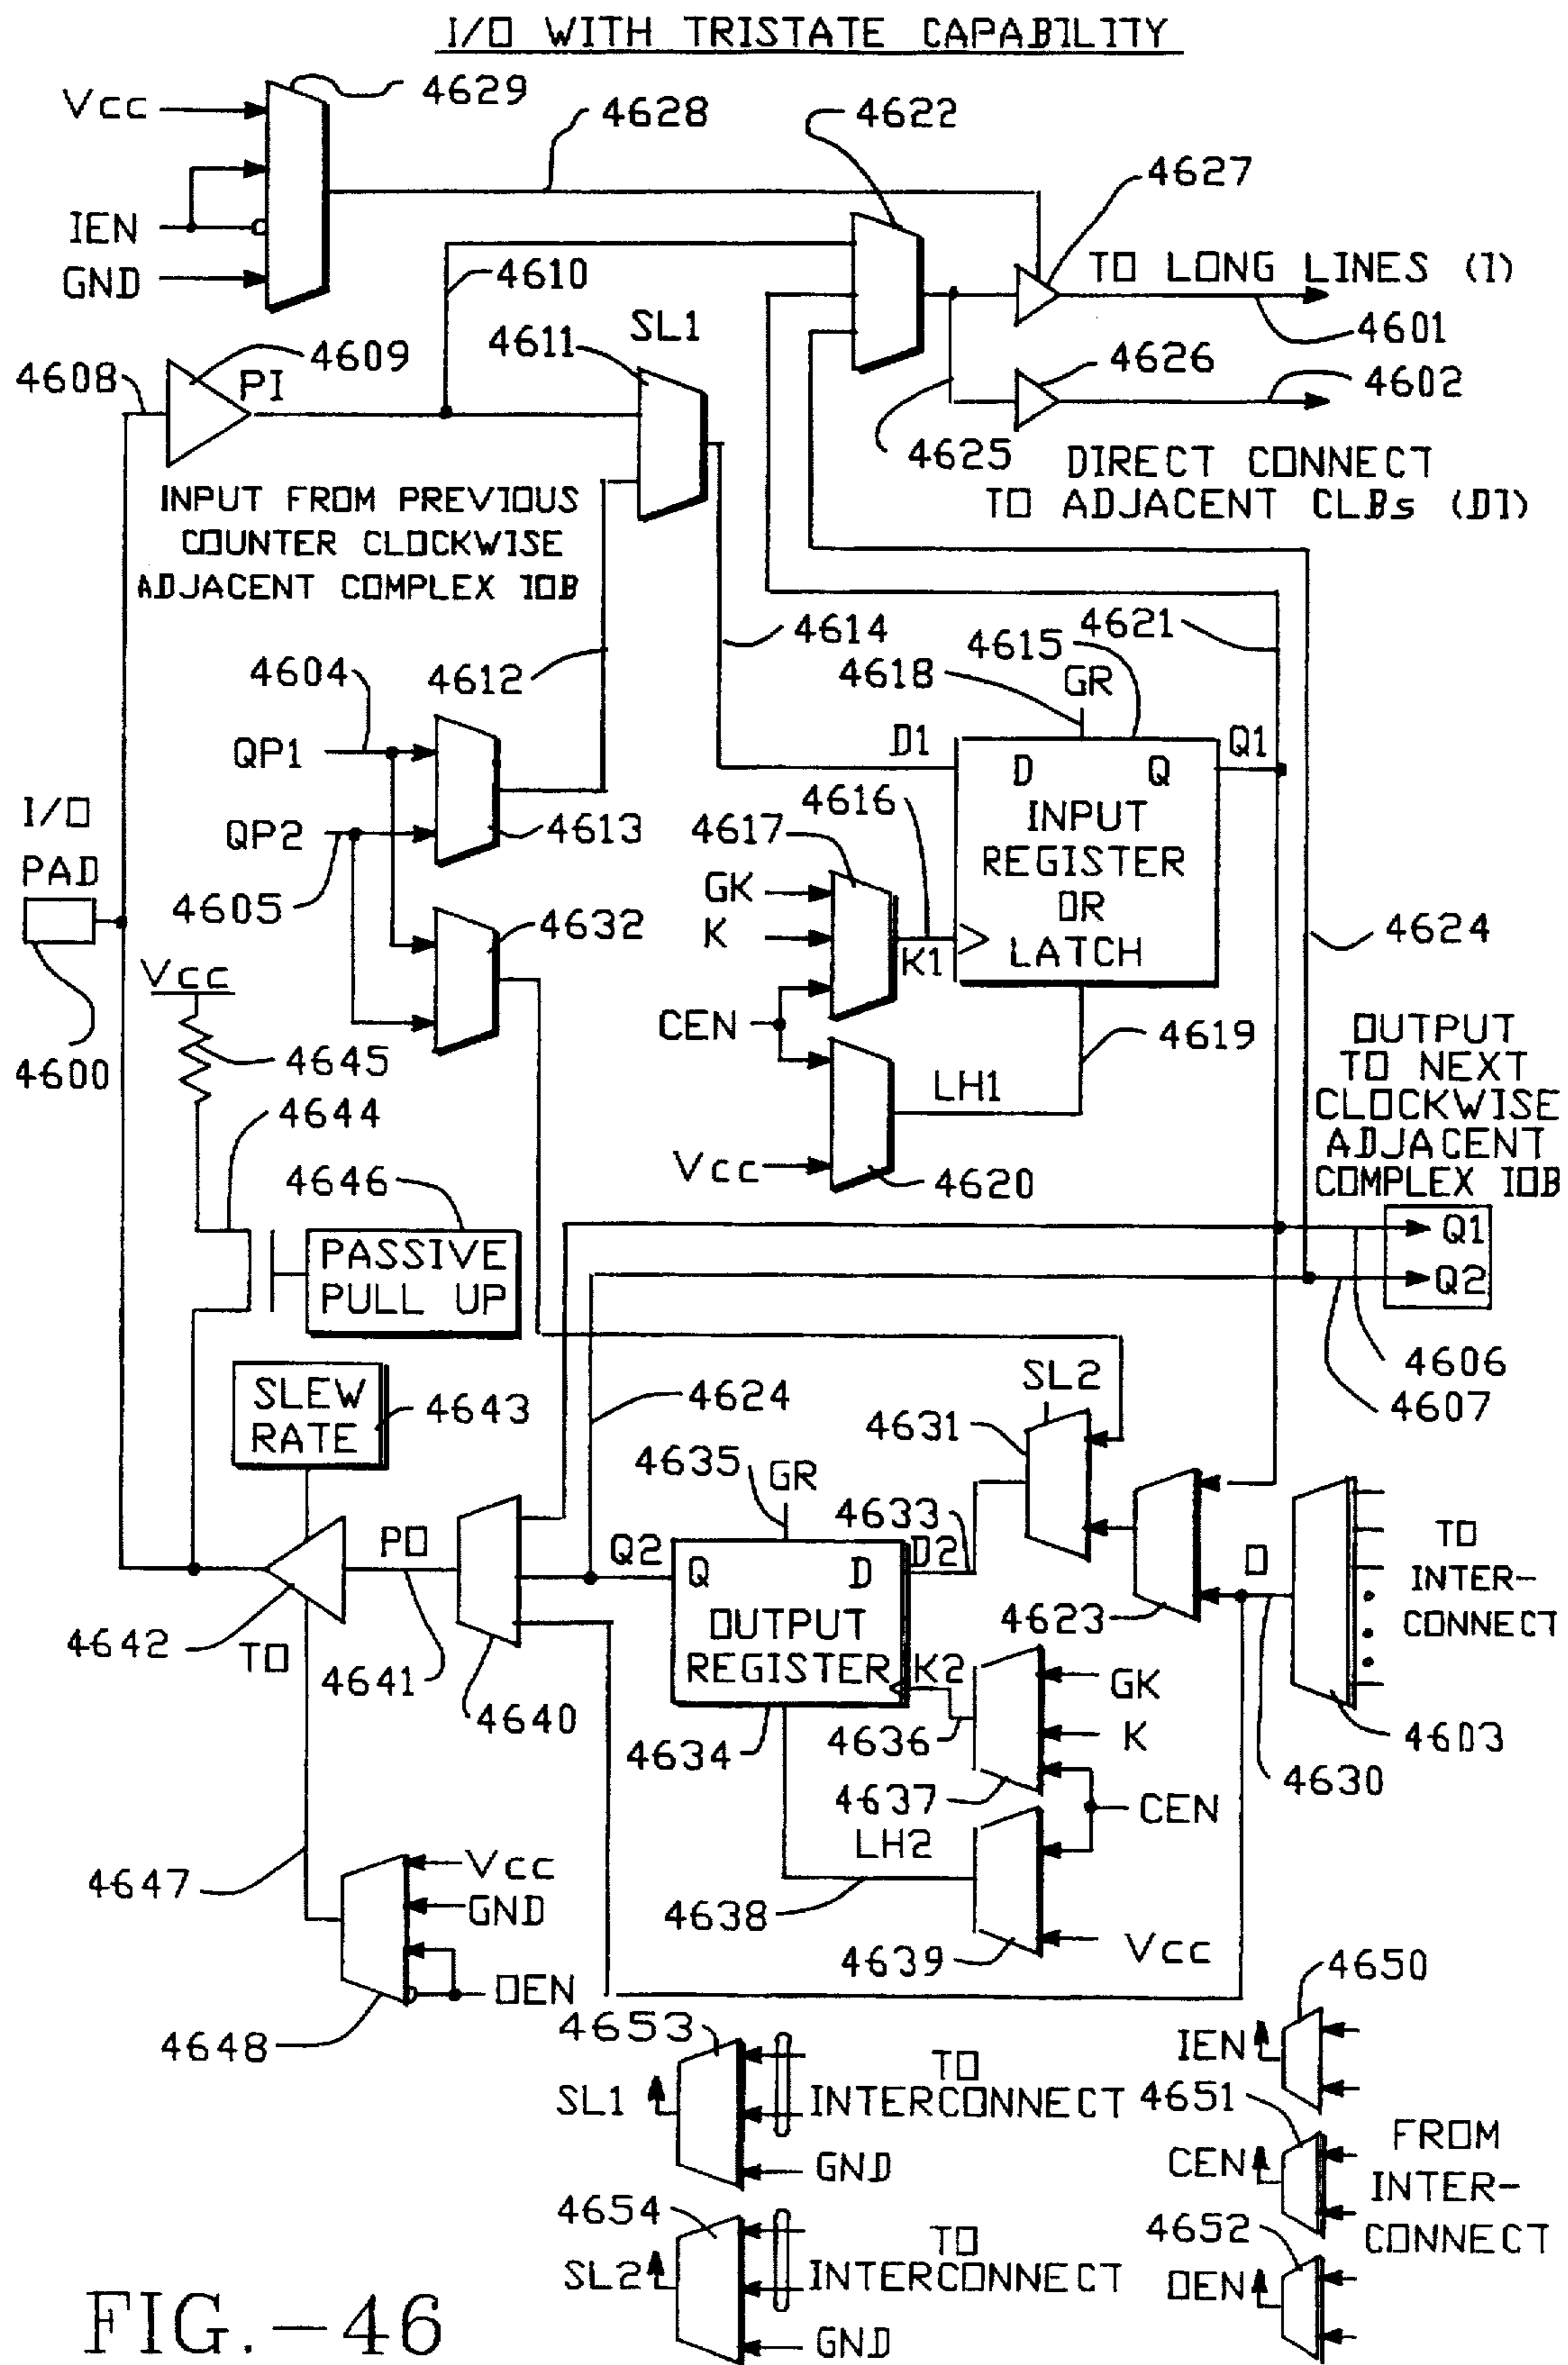 I/O WITH TRISTATE CAPABILITY
4629
Vcc
4628
4622
4627
IEN
GND
4610
TO LONG LINES (I)
4601
SL1
4611
4609
4608
PI
4626
4602
4625
DIRECT CONNECT
TO ADJACENT CLBs (DI)
INPUT FROM PREVIOUS
COUNTER CLOCKWISE
ADJACENT COMPLEX IOB
4614
4621
4615
4604
4612
4618
GR
QP1
D1
D
Q
Q1
I/O
PAD
QP2
4613
4617
4616
INPUT
REGISTER
OR
LATCH
4605
4632
GK
K
K1
4624
Vcc
CEN
4619
OUTPUT
TO NEXT
CLOCKWISE
ADJACENT
COMPLEX IOB
4600
4645
LH1
4644
Vcc
4620
4646
PASSIVE
PULL UP
Q1
Q2
4606
4607
SLEW
RATE
4643
4624
SL2
4631
4635
GR
4633
PO
Q2
Q
D
D2
O
TO
INTER-
CONNECT
4642
TO
4641
4640
OUTPUT
REGISTER
K2
4623
GK
4634
4636
K
4603
4630
4637
CEN
LH2
4647
Vcc
GND
4638
4639
Vcc
OEN
4650
4648
4653
IEN
SL1
TO
INTERCONNECT
4651
GND
CEN
FROM
INTER-
CONNECT
4654
4652
SL2
TO
INTERCONNECT
OEN
GND
FIG.-46